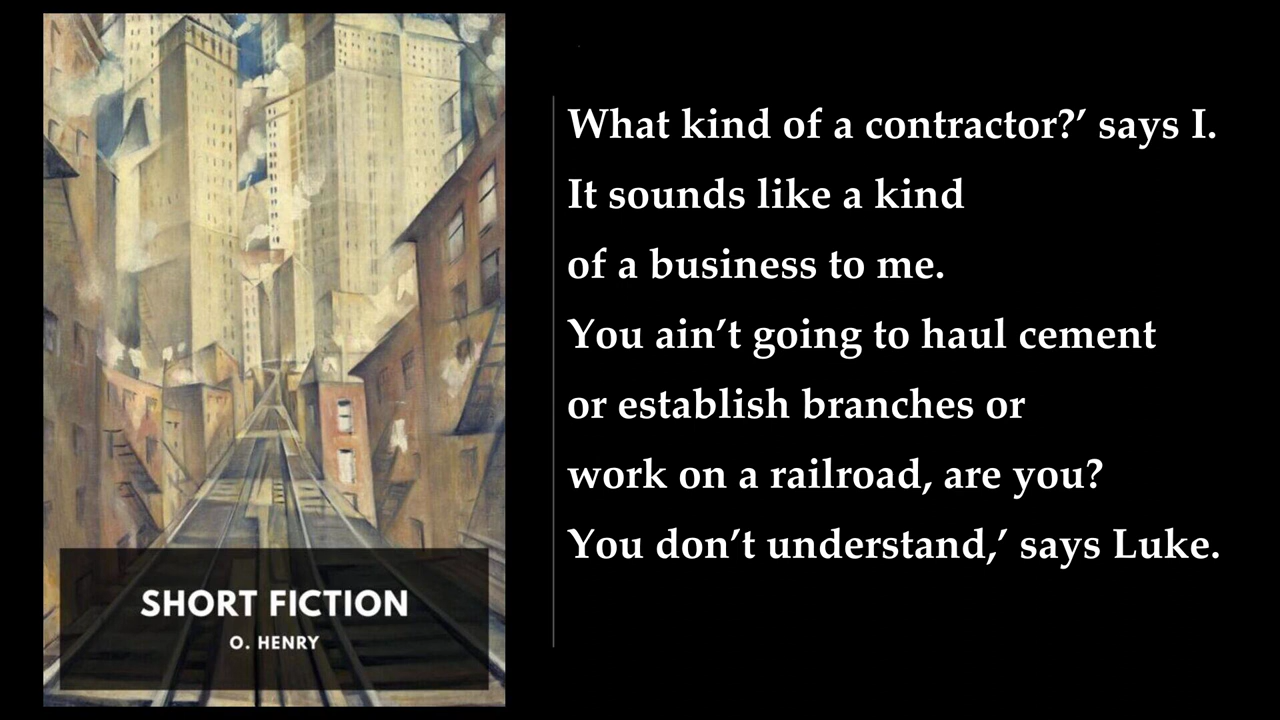 SHORT FICTION
O. HENRY
What kind of a contractor?’ says I.
It sounds like a kind
of a business to me.
You ain’t going to haul cement
or establish branches or
work on a railroad, are you?
You don’t understand,’ says Luke.